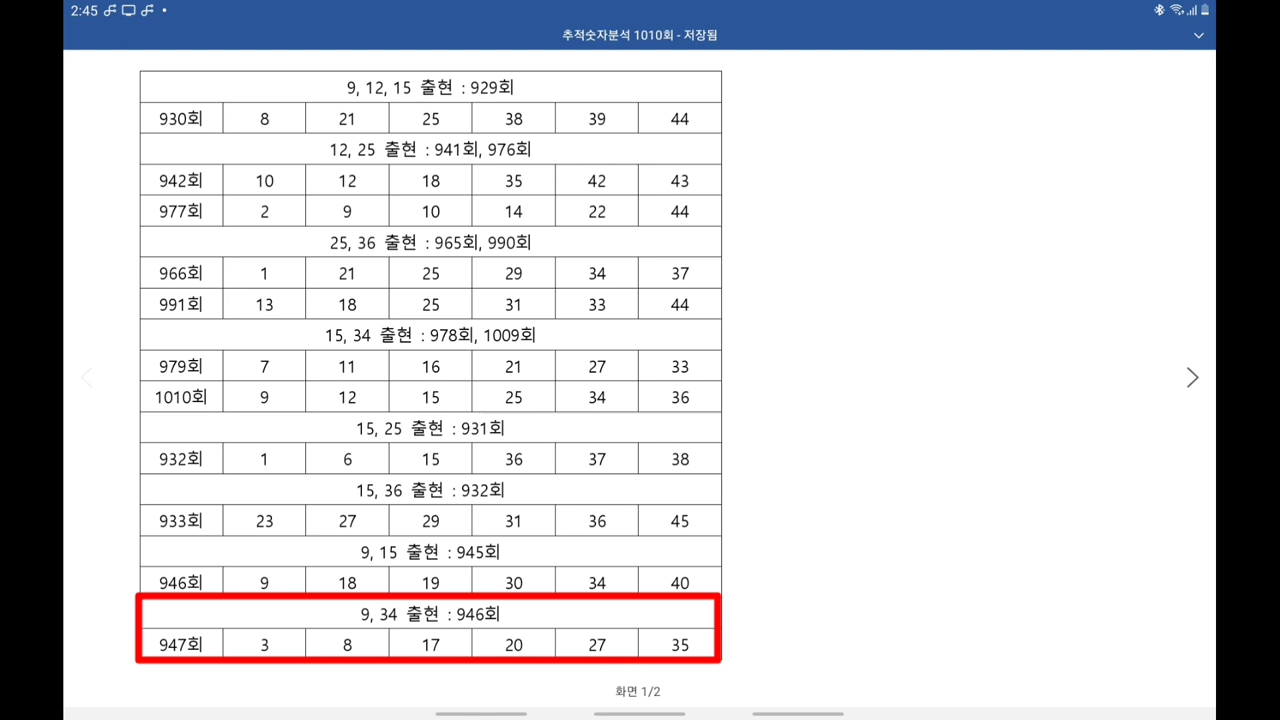 2:45
추적숫자분석 1010회 - 저장됨
9, 12, 15 출현 : 929회
930회 8 21 25 38 39 44
12, 25 출현 : 941회, 976회
942회 10 12 18 35 42 43
977회 2 9 10 14 22 44
25, 36 출현 : 965회, 990회
966회 1 21 25 29 34 37
991회 13 18 25 31 33 44
15, 34 출현 : 978회, 1009회
979회 7 11 16 21 27 33
1010회 9 12 15 25 34 36
15, 25 출현 : 931회
932회 1 6 15 36 37 38
15, 36 출현 : 932회
933회 23 27 29 31 36 45
9, 15 출현 : 945회
946회 9 18 19 30 34 40
9, 34 출현 : 946회
947회 3 8 17 20 27 35
화면 1/2